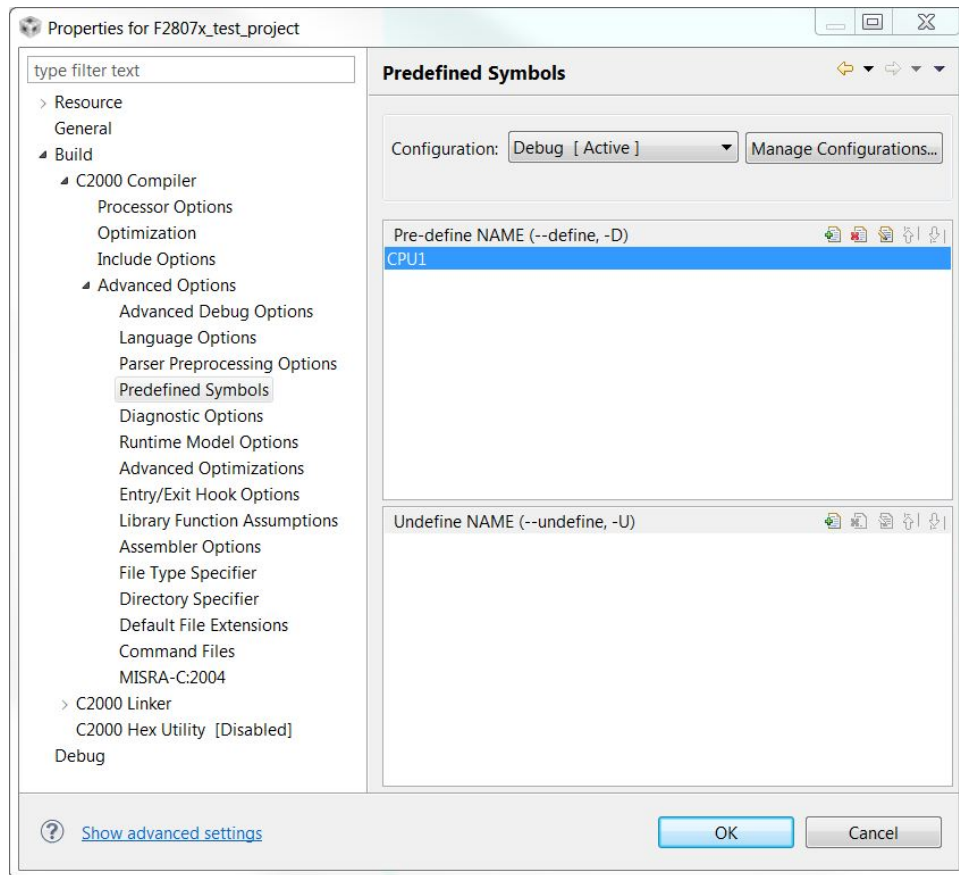 Properties for F2807x_test_project
type filter text
Resource
General
Build
C2000 Compiler
Processor Options
Optimization
Include Options
Advanced Options
Advanced Debug Options
Language Options
Parser Preprocessing Options
Predefined Symbols
Diagnostic Options
Runtime Model Options
Advanced Optimizations
Entry/Exit Hook Options
Library Function Assumptions
Assembler Options
File Type Specifier
Directory Specifier
Default File Extensions
Command Files
MISRA-C:2004
C2000 Linker
C2000 Hex Utility [Disabled]
Debug
Predefined Symbols
Configuration: Debug [ Active ] Manage Configurations...
Pre-define NAME (--define, -D)
CPU1
Undefine NAME (--undefine, -U)
Show advanced settings
OK Cancel